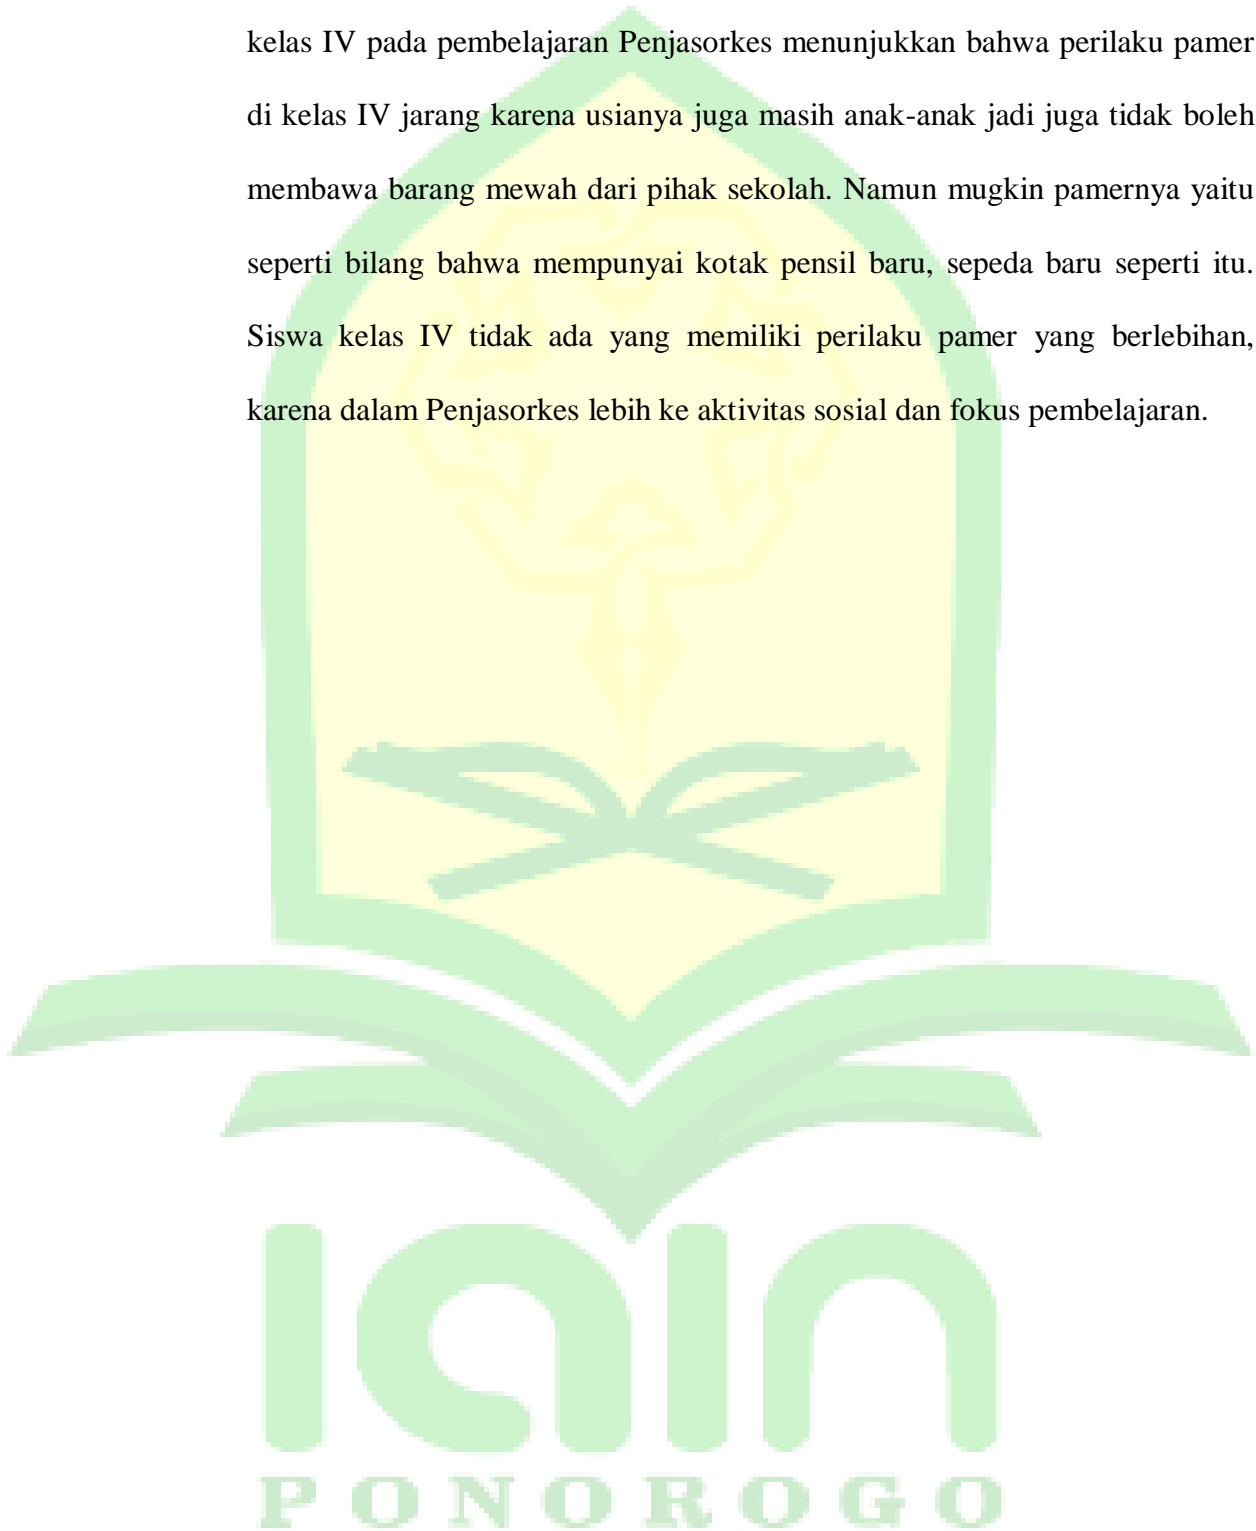 kelas IV pada pembelajaran Penjasorkes menunjukkan bahwa perilaku pamer
di kelas IV jarang karena usianya juga masih anak-anak jadi juga tidak boleh
membawa barang mewah dari pihak sekolah. Namun mugkin pamernya yaitu
seperti bilang bahwa mempunyai kotak pensil baru, sepeda baru seperti itu.
Siswa kelas IV tidak ada yang memiliki perilaku pamer yang berlebihan,
karena dalam Penjasorkes lebih ke aktivitas sosial dan fokus pembelajaran.
iain
PONOROGO